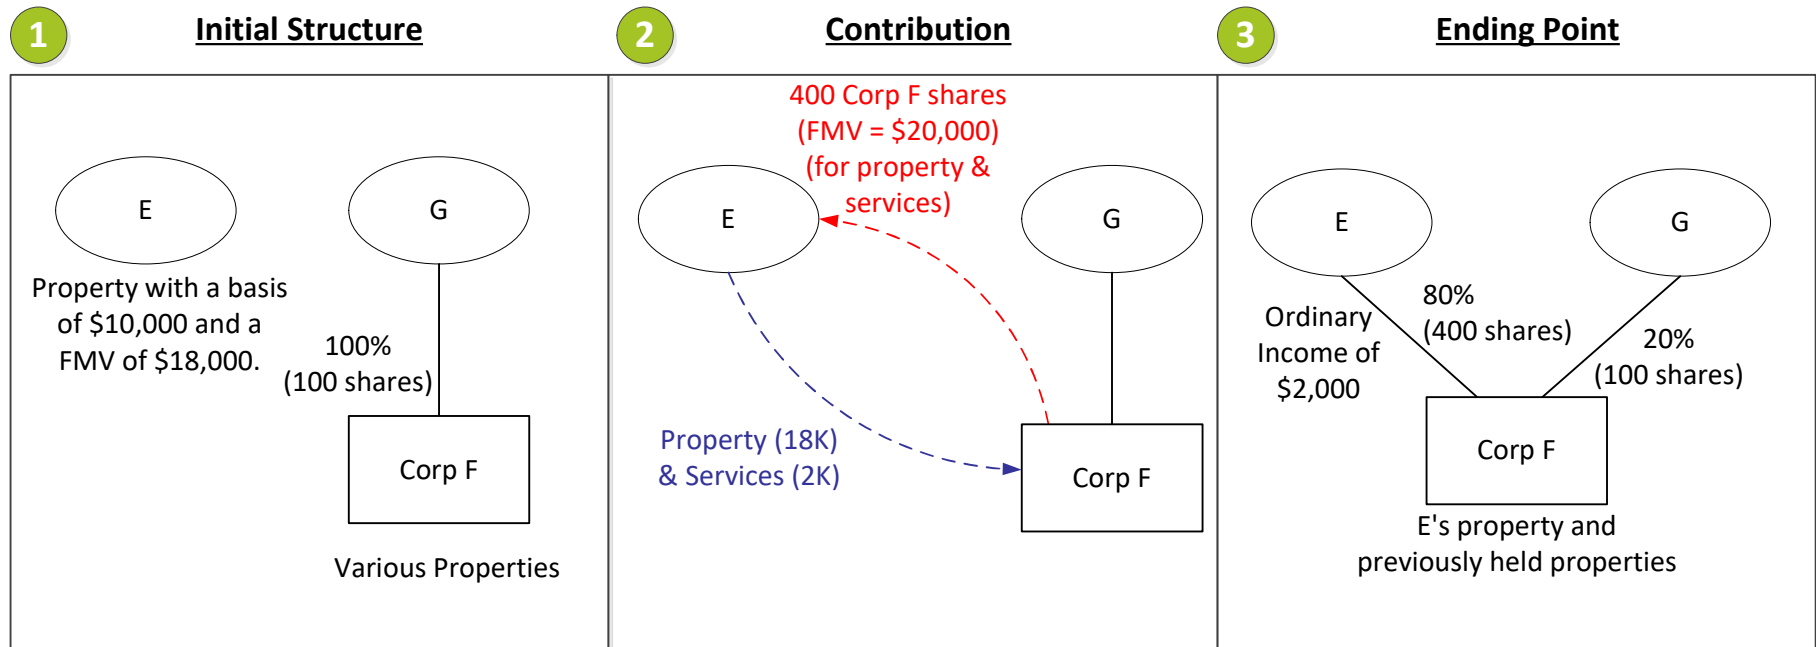 1
Initial Structure
2
Contribution
3
Ending Point
E
G
Property with a basis
of $10,000 and a
FMV of $18,000.
100%
(100 shares)
Corp F
Various Properties
400 Corp F shares
(FMV = $20,000)
(for property &
services)
E
G
Property (18K)
& Services (2K)
Corp F
E
G
Ordinary
Income of
$2,000
80%
(400 shares)
20%
(100 shares)
Corp F
E's property and
previously held properties